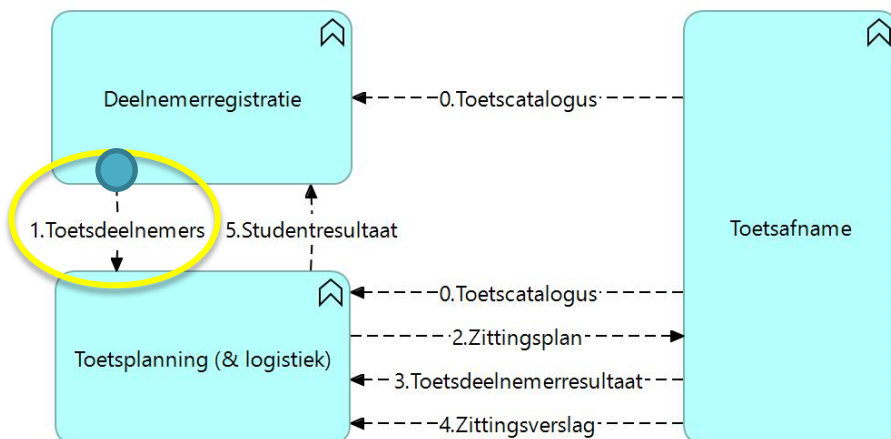 Deelnemerregistratie
0.Toetscatalogus
1.Toetsdeelnemers
5.Studentresultaat
Toetsafname
0.Toetscatalogus
2.Zittingsplan
Toetsplanning (& logistiek)
3.Toetsdeelnemerresultaat
4.Zittingsverslag